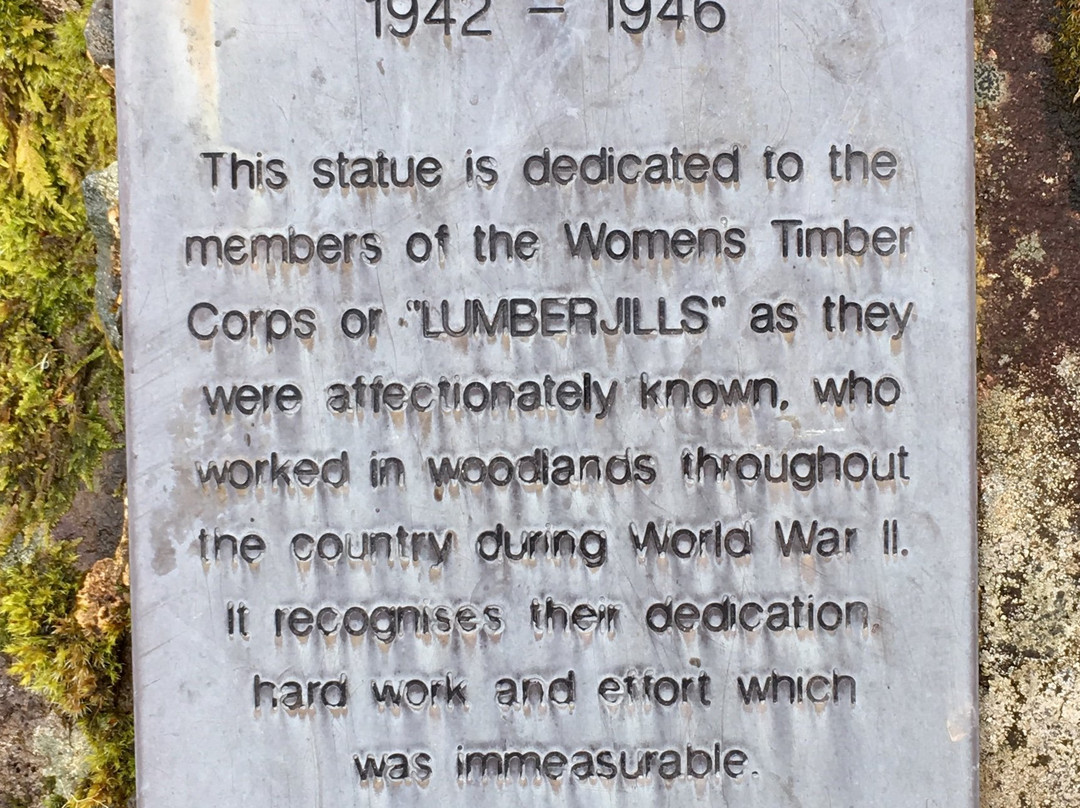 1942 – 1946
This statue is dedicated to the
members of the Women's Timber
Corps or "LUMBERJILLS" as they
were affectionately known, who
worked in woodlands throughout
the country during World War II.
It recognises their dedication,
hard work and effort which
was immeasurable.